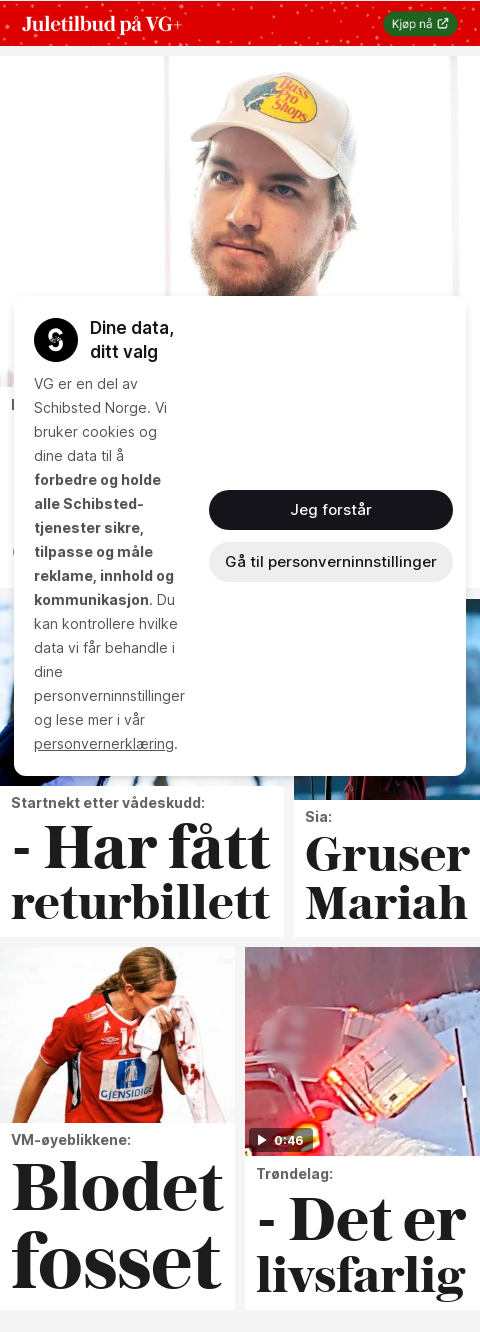 Juletilbud på VG+
Kjøp nå
Bass
Pro
Shops
Dine data,
ditt valg
VG er en del av
Schibsted Norge. Vi
bruker cookies og
dine data til å
forbedre og holde
alle Schibsted-
tjenester sikre,
tilpasse og måle
reklame, innhold og
kommunikasjon. Du
kan kontrollere hvilke
data vi får behandle i
dine
personverninnstillinger
og lese mer i vår
personvernerklæring.
Jeg forstår
Gå til personverninnstillinger
Startnekt etter vådeskudd:
- Har fått
returbillett
Sia:
Gruser
Mariah
GJENSIDIGE
VM-øyeblikkene:
Blodet
fosset
0:46
Trøndelag:
- Det er
livsfarlig